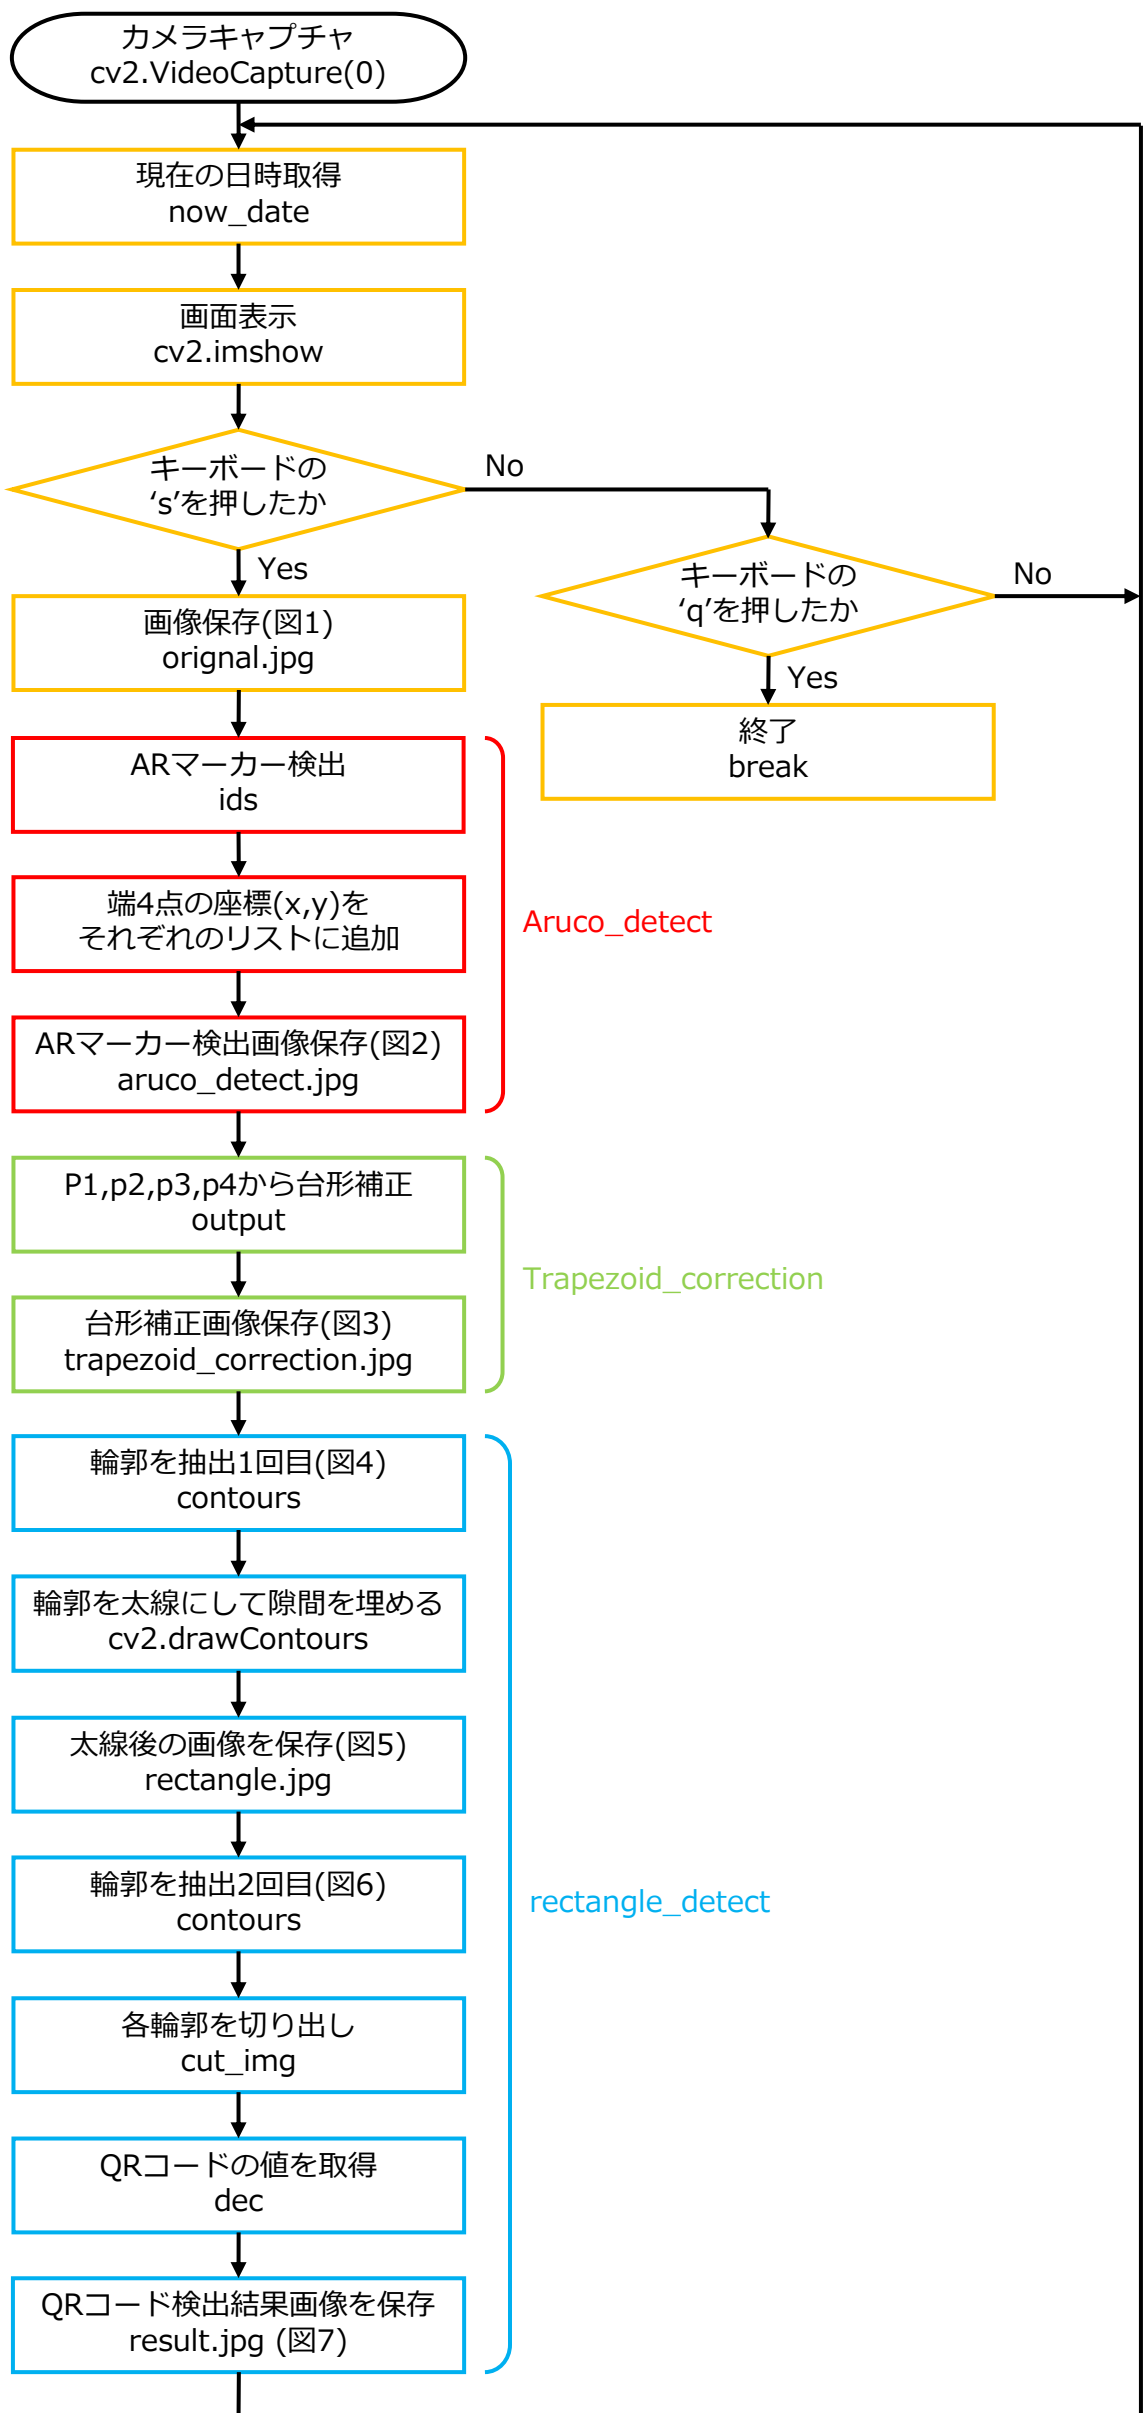 カメラキャプチャ
cv2.VideoCapture(0)
現在の日時取得
now_date
画面表示
cv2.imshow
キーボードの
‘s’を押したか
No
Yes
キーボードの
‘q’を押したか
No
Yes
終了
break
画像保存(図1)
orignal.jpg
ARマーカー検出
ids
端4点の座標(x,y)を
それぞれのリストに追加
Aruco_detect
ARマーカー検出画像保存(図2)
aruco_detect.jpg
P1,p2,p3,p4から台形補正
output
Trapezoid_correction
台形補正画像保存(図3)
trapezoid_correction.jpg
輪郭を抽出1回目(図4)
contours
輪郭を太線にして隙間を埋める
cv2.drawContours
太線後の画像を保存(図5)
rectangle.jpg
輪郭を抽出2回目(図6)
contours
rectangle_detect
各輪郭を切り出し
cut_img
QRコードの値を取得
dec
QRコード検出結果画像を保存
result.jpg (図7)